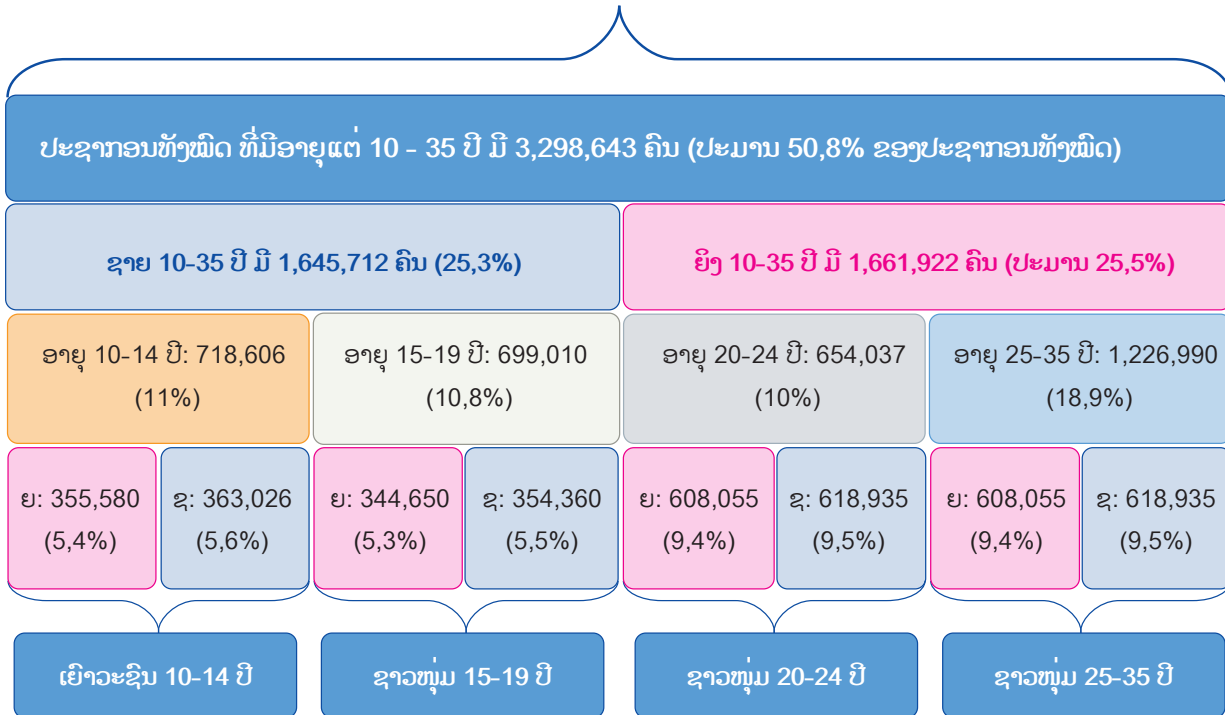 ປະຊາກອນທັງໝົດ ທີ່ມີອາຍຸແຕ່ 10 - 35 ປີ ມີ 3,298,643 ຄົນ (ປະມານ 50,8% ຂອງປະຊາກອນທັງໝົດ)
ຊາຍ 10-35 ປີ ມີ 1,645,712 ຄົນ (25,3%)
ຍິງ 10-35 ປີ ມີ 1,661,922 ຄົນ (ປະມານ 25,5%)
ອາຍຸ 10-14 ປີ: 718,606
(11%)
ອາຍຸ 15-19 ປີ: 699,010
(10,8%)
ອາຍຸ 20-24 ປີ: 654,037
(10%)
ອາຍຸ 25-35 ປີ: 1,226,990
(18,9%)
ຍ: 355,580
(5,4%)
ຊ: 363,026
(5,6%)
ຍ: 344,650
(5,3%)
ຊ: 354,360
(5,5%)
ຍ: 608,055
(9,4%)
ຊ: 618,935
(9,5%)
ຍ: 608,055
(9,4%)
ຊ: 618,935
(9,5%)
ເຍົາວະຊົນ 10-14 ປີ
ຊາວໜຸ່ມ 15-19 ປີ
ຊາວໜຸ່ມ 20-24 ປີ
ຊາວໜຸ່ມ 25-35 ປີ